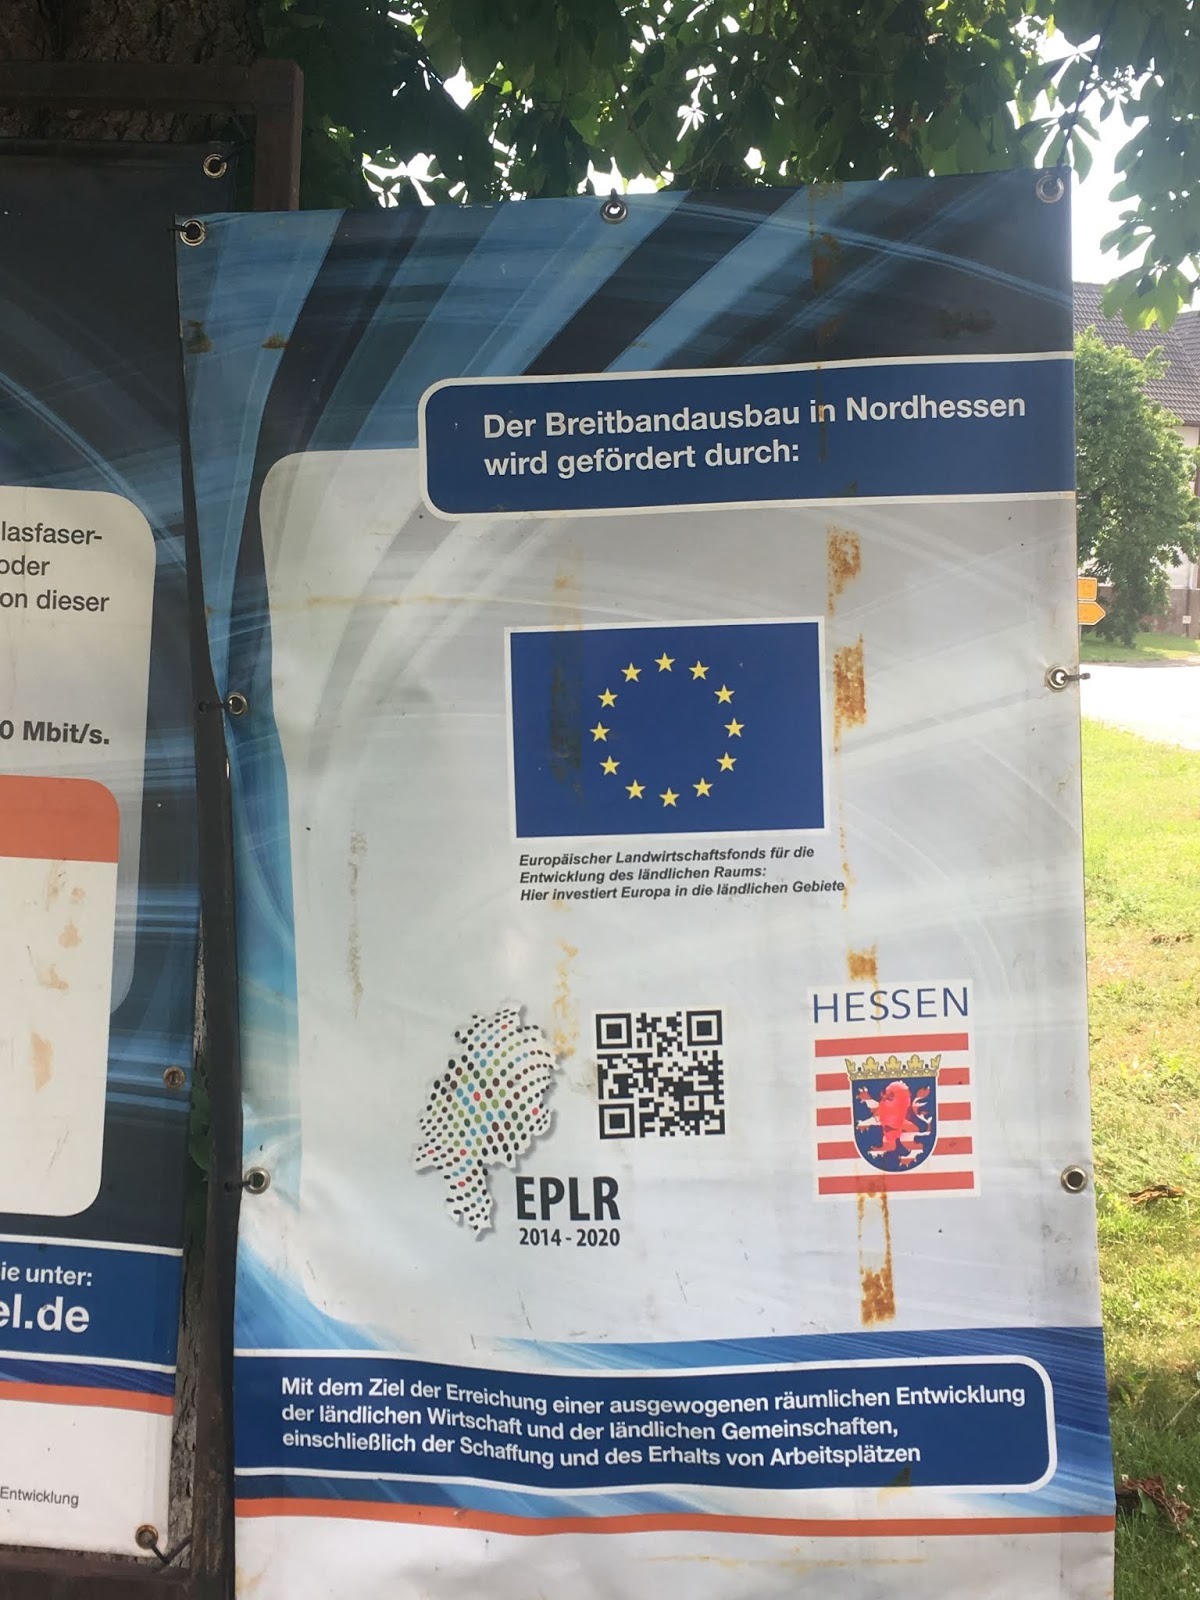 lasfaser-
oder
on dieser
0 Mbit/s.
ie unter:
el.de
Entwicklung
Der Breitbandausbau in Nordhessen
wird gefördert durch:
Europäischer Landwirtschaftsfonds für die
Entwicklung des ländlichen Raums:
Hier investiert Europa in die ländlichen Gebiete
HESSEN
EPLR
2014 - 2020
Mit dem Ziel der Erreichung einer ausgewogenen räumlichen Entwicklung
der ländlichen Wirtschaft und der ländlichen Gemeinschaften,
einschließlich der Schaffung und des Erhalts von Arbeitsplätzen